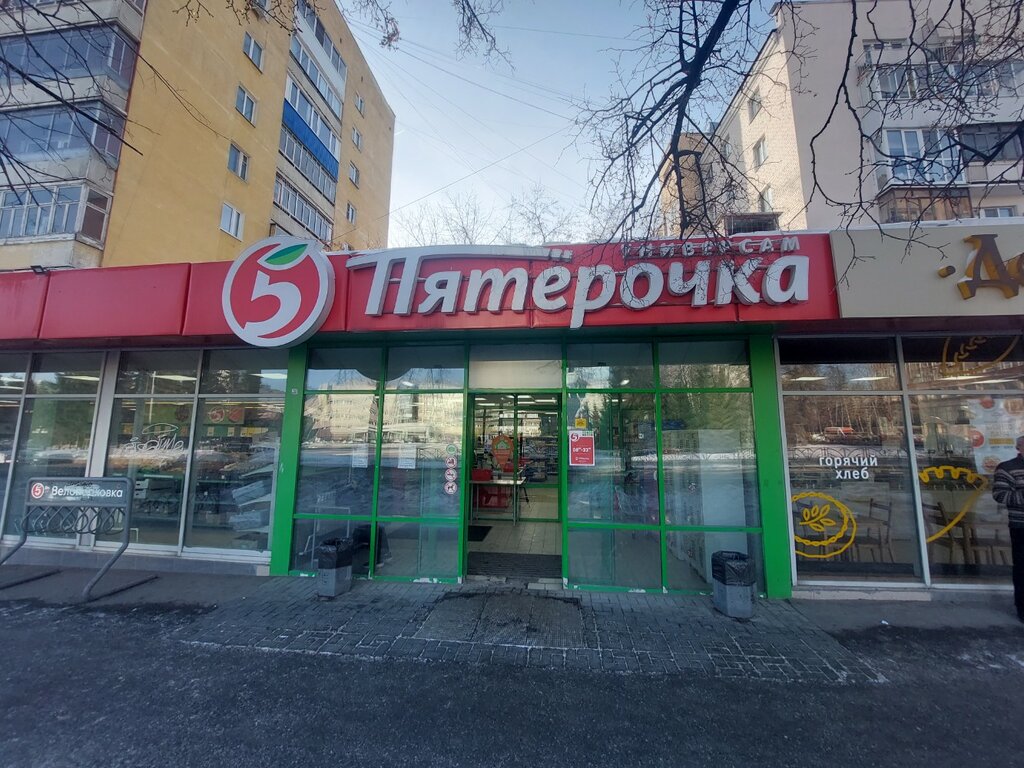 УНИВЕРСАМ
5 Пятёрочка
5 Велопарковка
горячий
хлеб